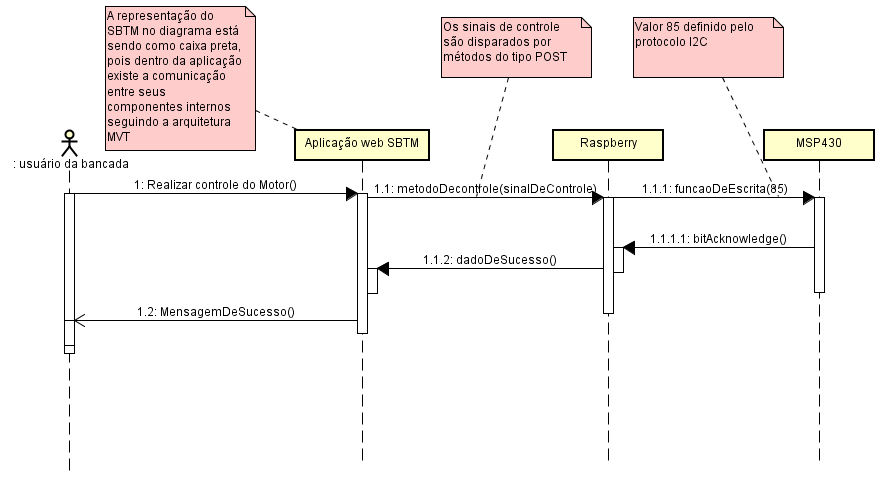 A representação do
SBTM no diagrama está
sendo como caixa preta,
pois dentro da aplicação
existe a comunicação
entre seus
componentes internos
seguindo a arquitetura
MVT
Os sinais de controle
são disparados por
métodos do tipo POST
Valor 85 definido pelo
protocolo I2C
: usuário da bancada
Aplicação web SBTM
Raspberry
MSP430
1: Realizar controle do Motor()
1.1: metodoDecontrole(sinalDeControle)
1.1.1: funcaoDeEscrita(85)
1.1.1.1: bitAcknowledge()
1.1.2: dadoDeSucesso()
1.2: MensagemDeSucesso()